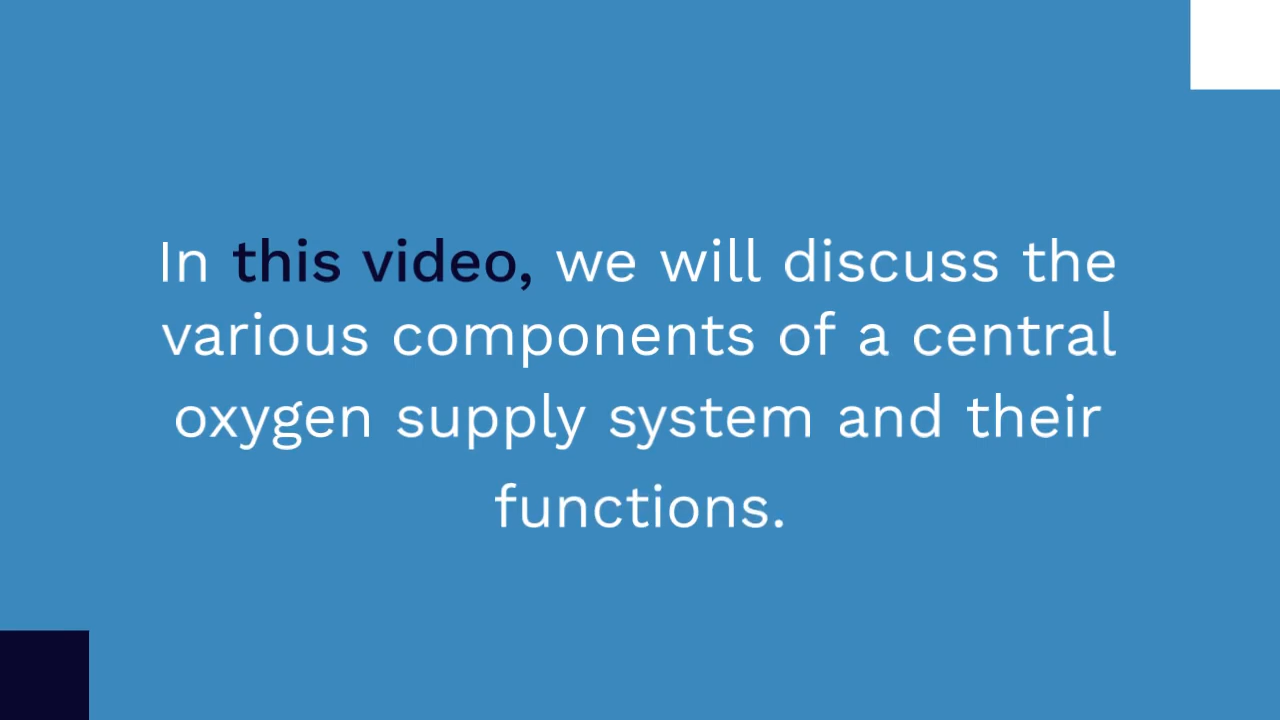 In this video, we will discuss the
various components of a central
oxygen supply system and their
functions.